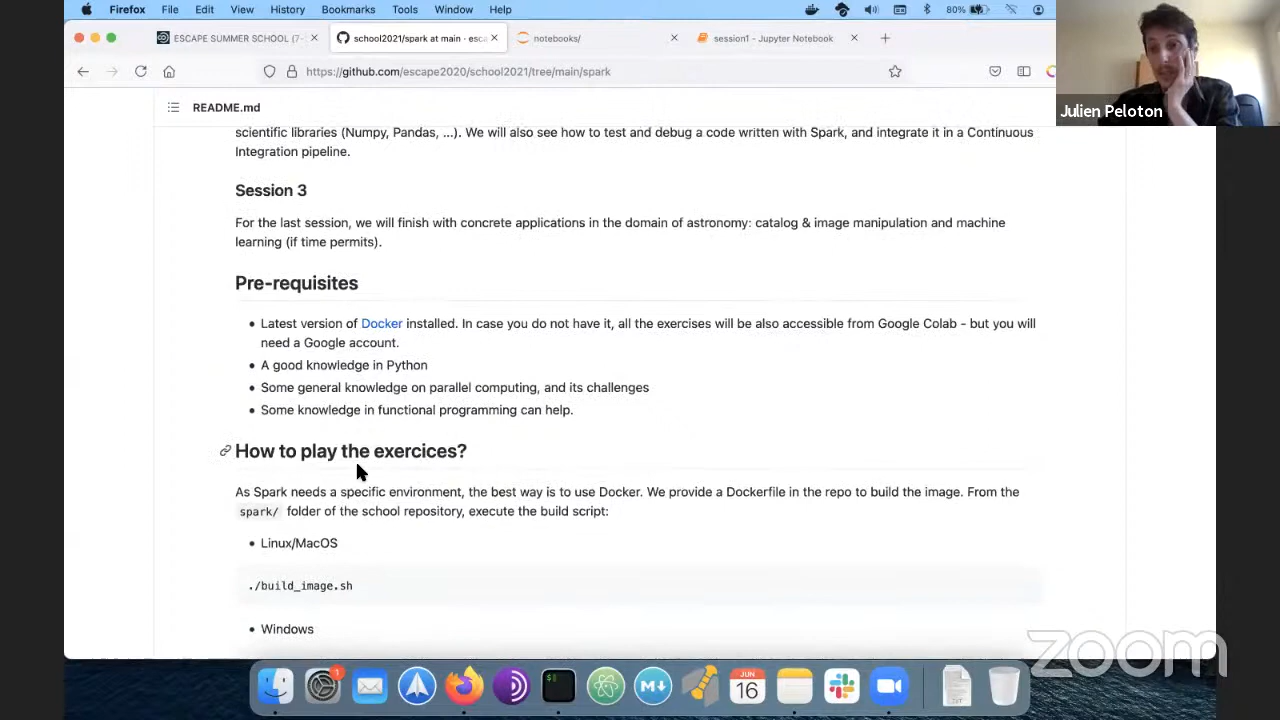 Firefox File Edit View History Bookmarks Tools Window Help 80%
ESCAPE SUMMER SCHOOL (7- school2021/spark at main · esca notebooks/ session1 - Jupyter Notebook
https://github.com/escape2020/school2021/tree/main/spark
Julien Peloton
README.md
scientific libraries (Numpy, Pandas, ...). We will also see how to test and debug a code written with Spark, and integrate it in a Continuous
Integration pipeline.
Session 3
For the last session, we will finish with concrete applications in the domain of astronomy: catalog & image manipulation and machine
learning (if time permits).
Pre-requisites
• Latest version of Docker installed. In case you do not have it, all the exercises will be also accessible from Google Colab - but you will
need a Google account.
• A good knowledge in Python
• Some general knowledge on parallel computing, and its challenges
• Some knowledge in functional programming can help.
How to play the exercices?
As Spark needs a specific environment, the best way is to use Docker. We provide a Dockerfile in the repo to build the image. From the
spark/ folder of the school repository, execute the build script:
• Linux/MacOS
./build_image.sh
• Windows
zoom
1
$
M
JUN
16
TXT